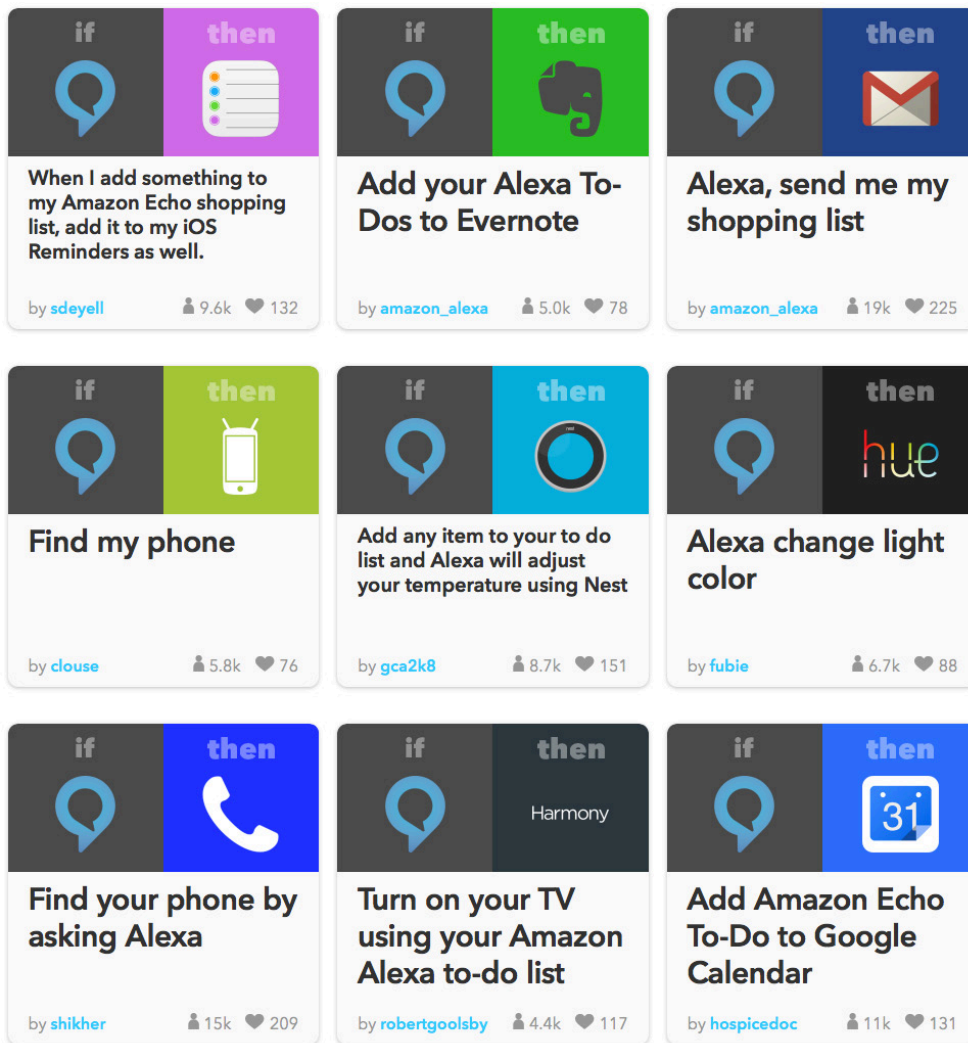 if then
When I add something to
my Amazon Echo shopping
list, add it to my iOS
Reminders as well.
by sdeyell 9.6k 132
if then
Add your Alexa To-
Dos to Evernote
by amazon_alexa 5.0k 78
if then
Alexa, send me my
shopping list
by amazon_alexa 19k 225
if then
Find my phone
by clouse 5.8k 76
if then
nest
Add any item to your to do
list and Alexa will adjust
your temperature using Nest
by gca2k8 8.7k 151
if then
hue
Alexa change light
color
by fubie 6.7k 88
if then
Find your phone by
asking Alexa
by shikher 15k 209
if then
Harmony
Turn on your TV
using your Amazon
Alexa to-do list
by robertgoolsby 4.4k 117
if then
31
Add Amazon Echo
To-Do to Google
Calendar
by hospicedoc 11k 131